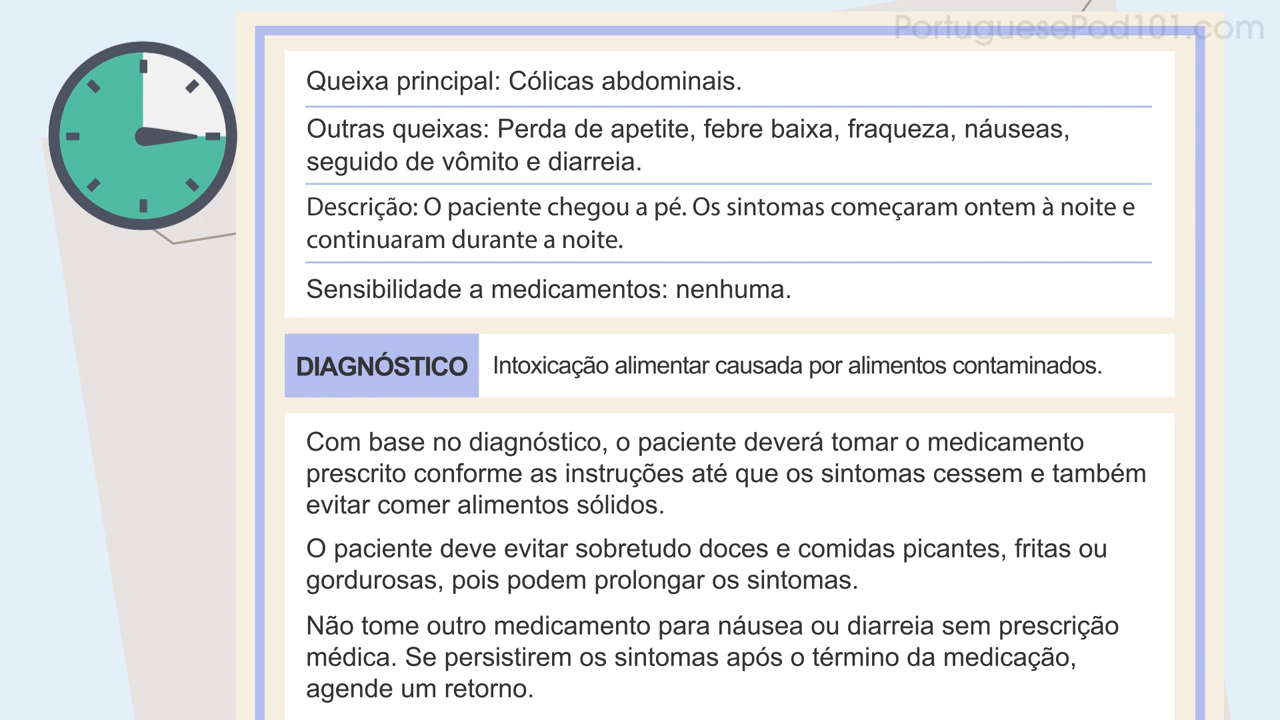 PortuguesePod101.com
Queixa principal: Cólicas abdominais.
Outras queixas: Perda de apetite, febre baixa, fraqueza, náuseas,
seguido de vômito e diarreia.
Descrição: O paciente chegou a pé. Os sintomas começaram ontem à noite e
continuaram durante a noite.
Sensibilidade a medicamentos: nenhuma.
DIAGNÓSTICO Intoxicação alimentar causada por alimentos contaminados.
Com base no diagnóstico, o paciente deverá tomar o medicamento
prescrito conforme as instruções até que os sintomas cessem e também
evitar comer alimentos sólidos.
O paciente deve evitar sobretudo doces e comidas picantes, fritas ou
gordurosas, pois podem prolongar os sintomas.
Não tome outro medicamento para náusea ou diarreia sem prescrição
médica. Se persistirem os sintomas após o término da medicação,
agende um retorno.